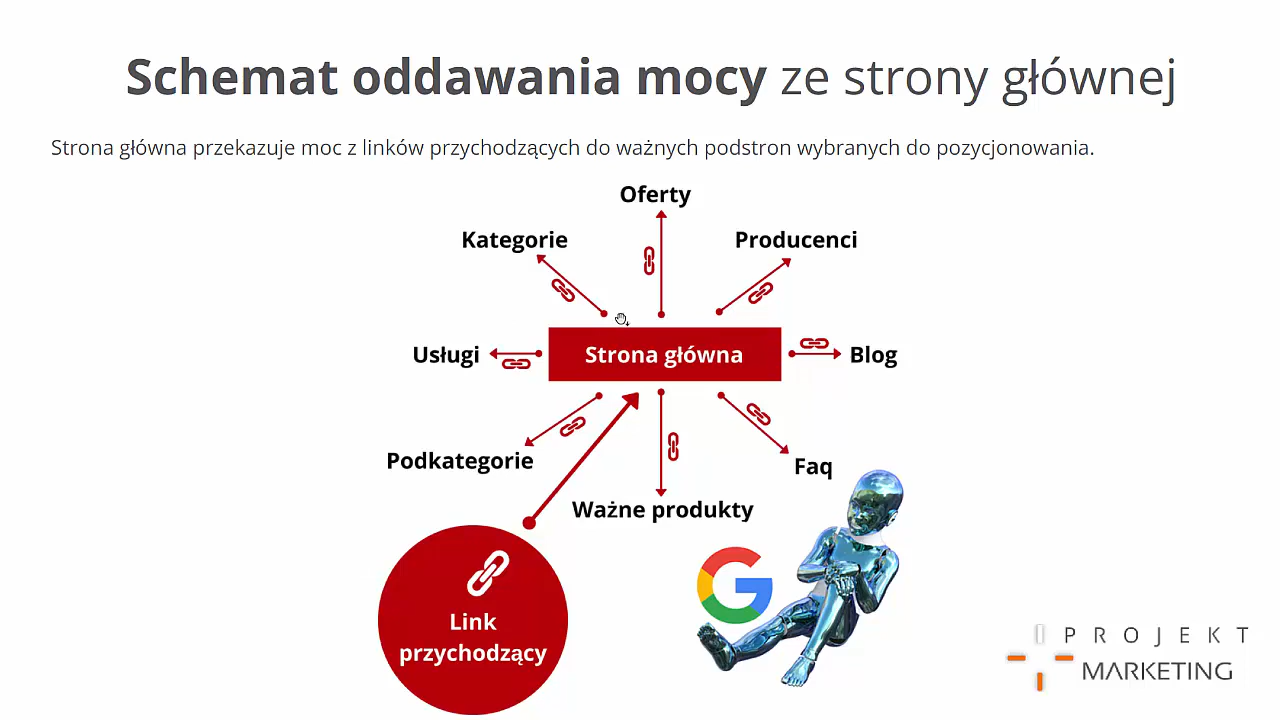 Schemat oddawania mocy ze strony głównej
Strona główna przekazuje moc z linków przychodzących do ważnych podstron wybranych do pozycjonowania.
Oferty
Kategorie
Producenci
Usługi
Strona główna
Blog
Podkategorie
Faq
Ważne produkty
Link
przychodzący
PROJEKT
MARKETING